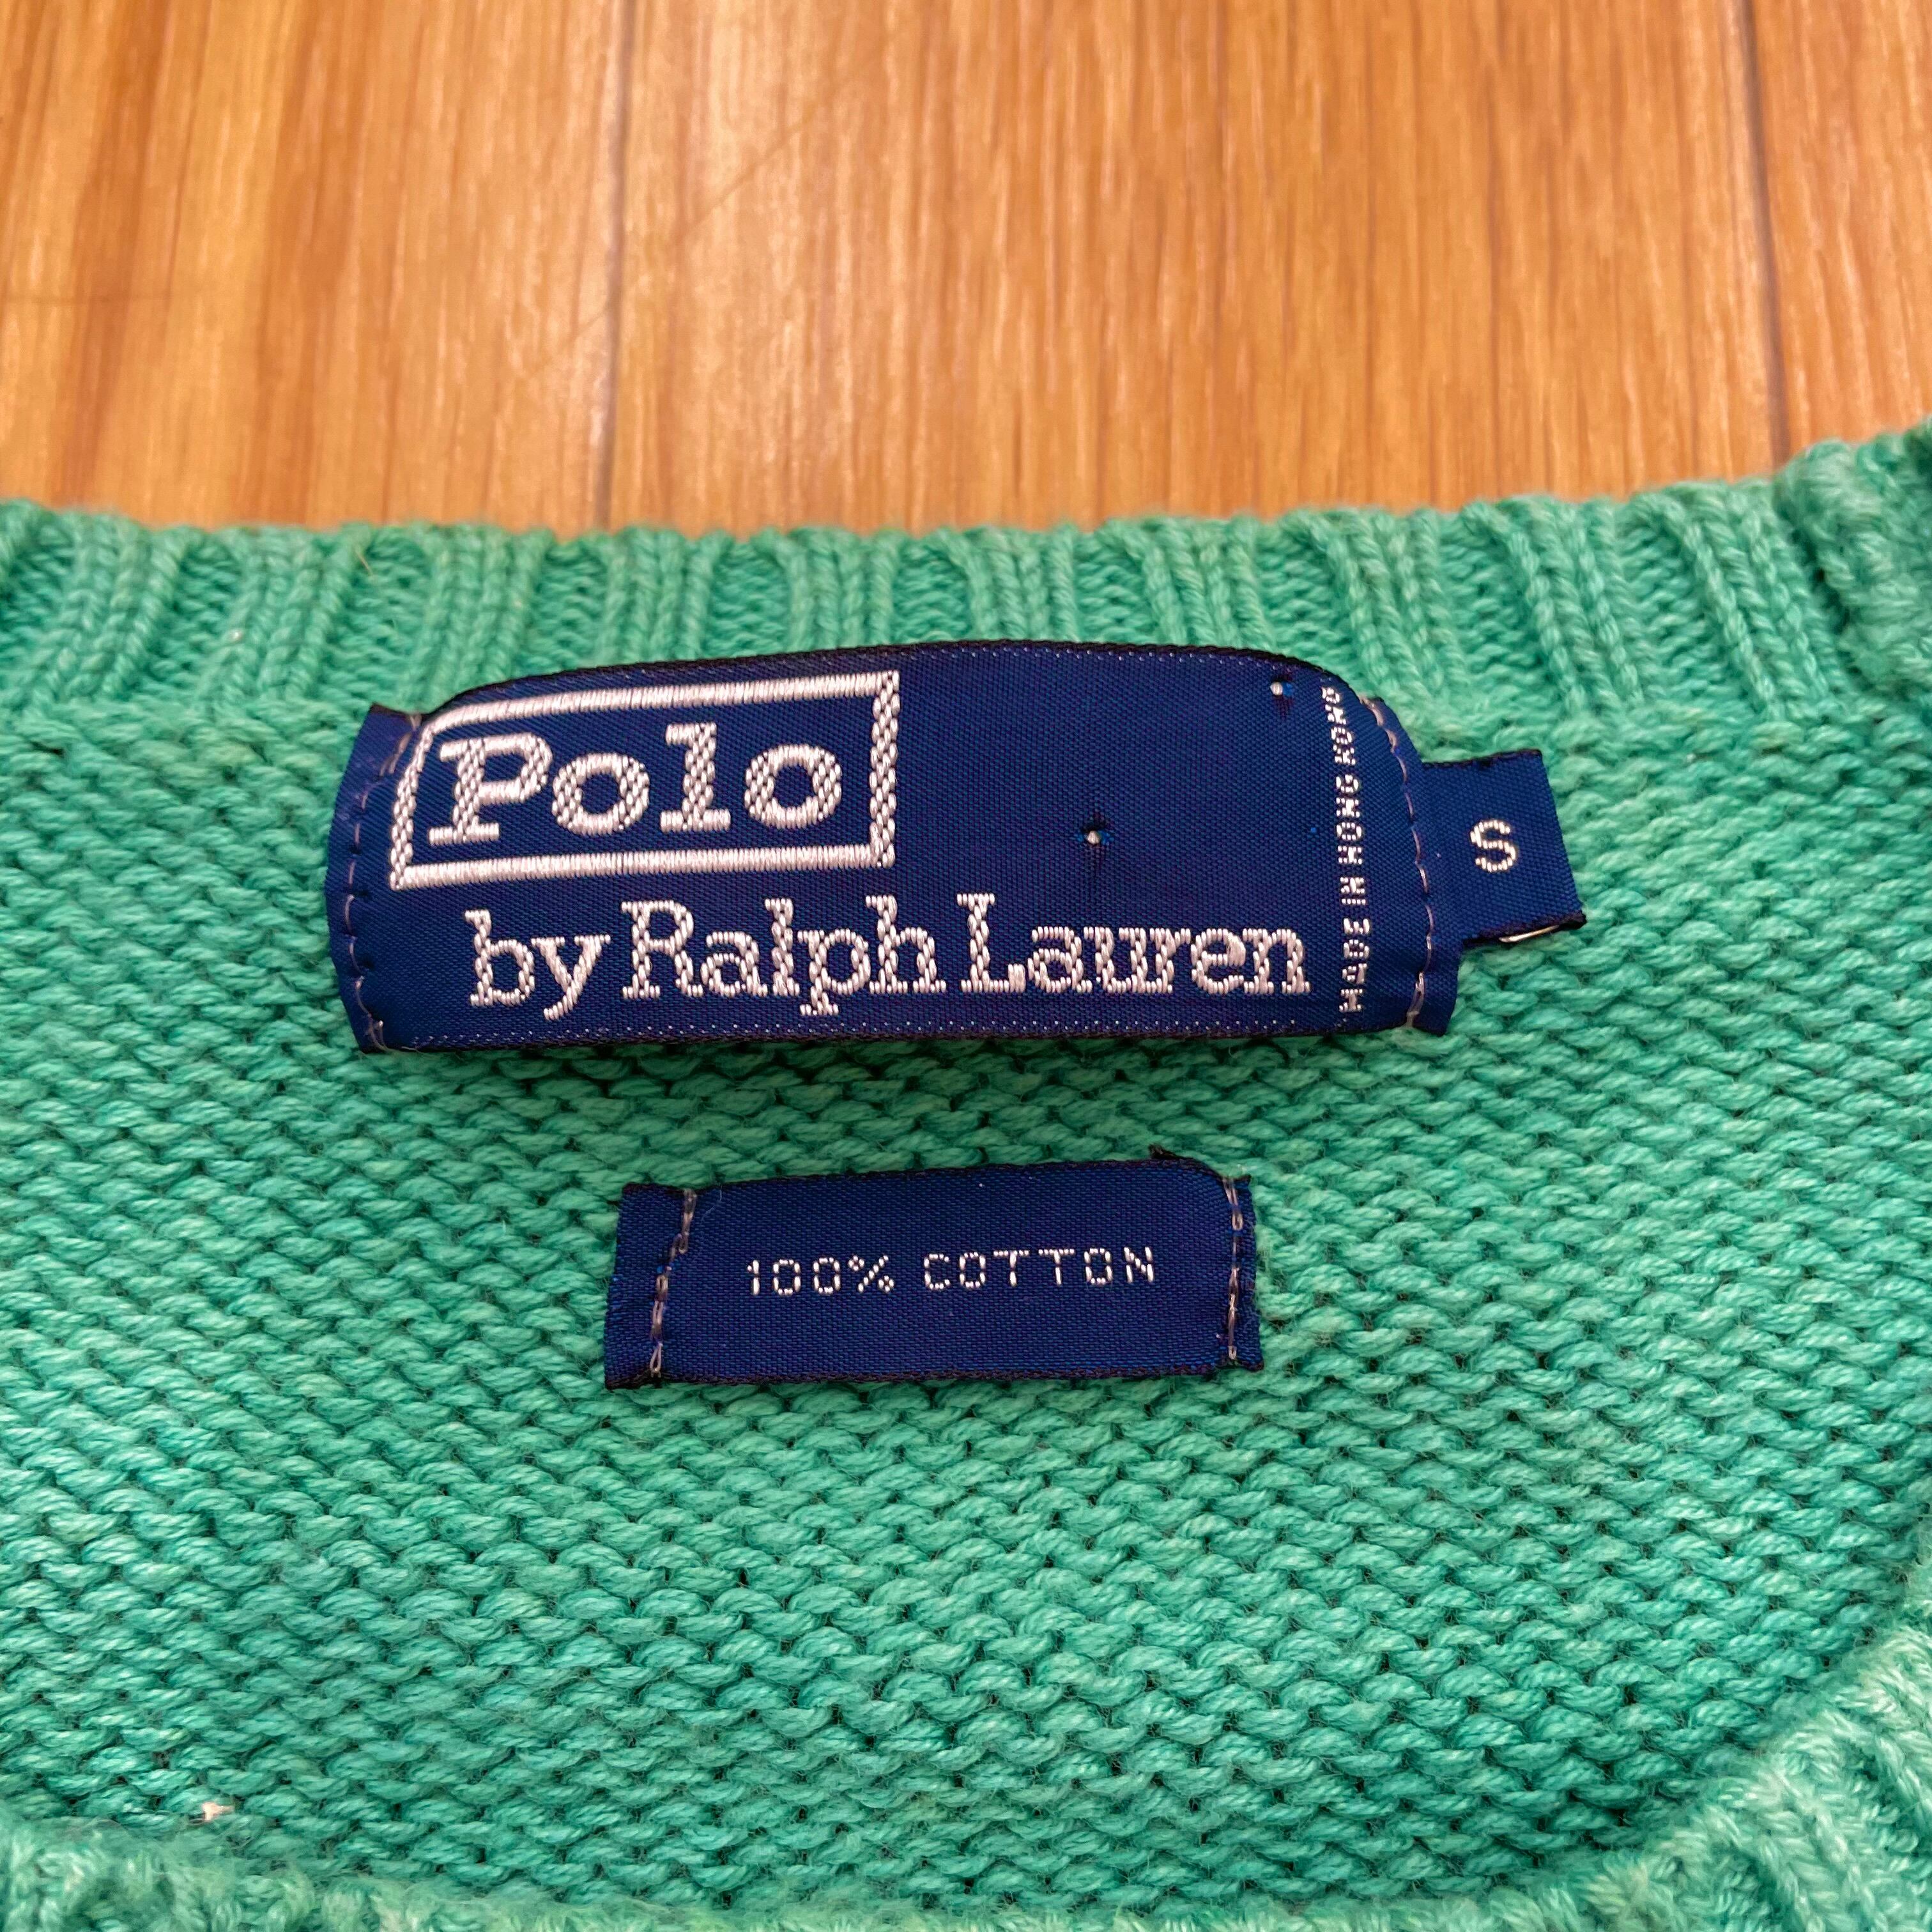 Polo
by Ralph Lauren
MADE IN HONG KONG
S
100% COTTON